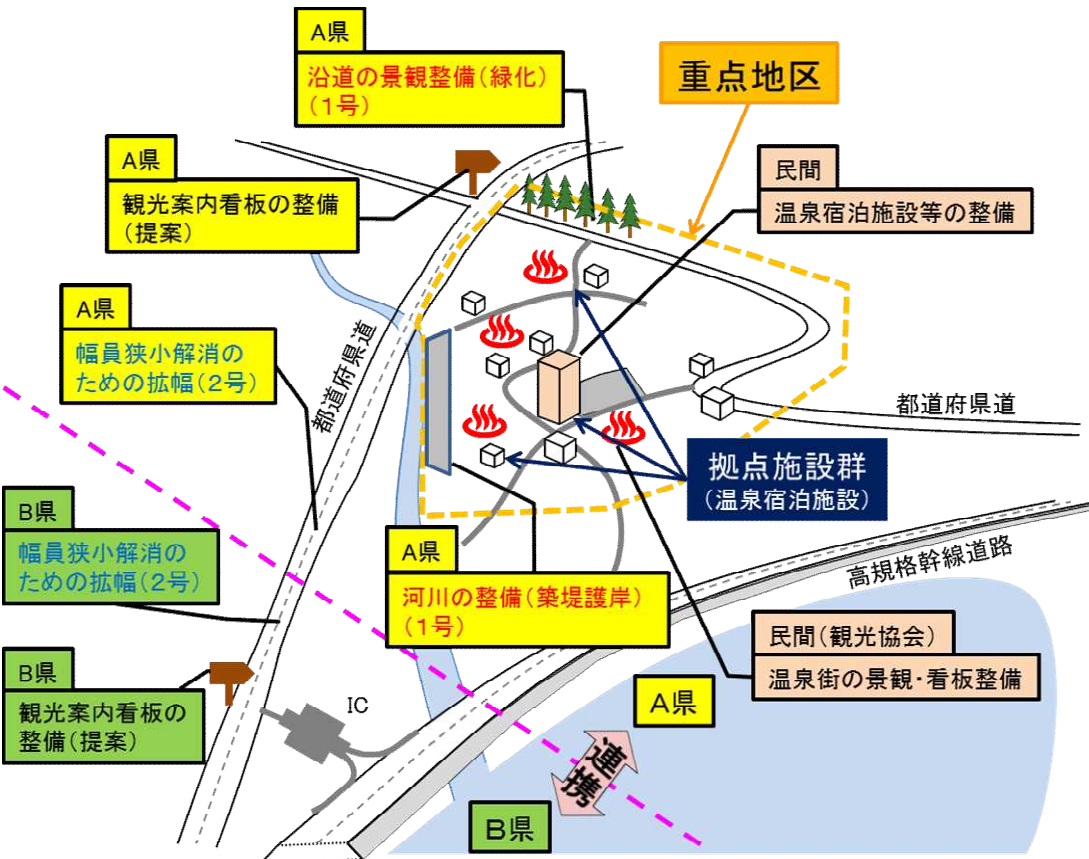 A県
沿道の景観整備(緑化)
(1号)
重点地区
A県
観光案内看板の整備
(提案)
民間
温泉宿泊施設等の整備
A県
幅員狭小解消の
ための拡幅(2号)
都道府県道
都道府県道
拠点施設群
(温泉宿泊施設)
B県
幅員狭小解消の
ための拡幅(2号)
A県
河川の整備(築堤護岸)
(1号)
高規格幹線道路
民間(観光協会)
温泉街の景観・看板整備
B県
観光案内看板の
整備(提案)
IC
A県
連携
B県